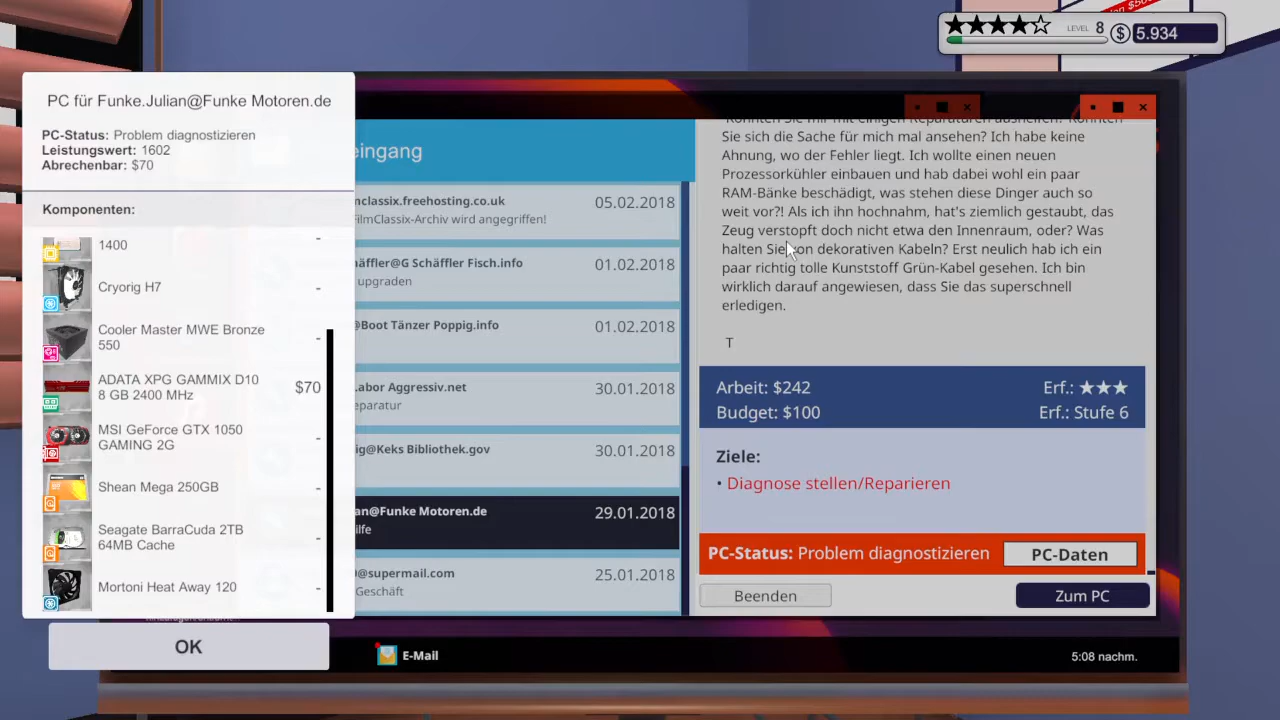 LEVEL 8 $ 5.934
PC für Funke.Julian@Funke Motoren.de
PC-Status: Problem diagnostizieren
Leistungswert: 1602
Abrechenbar: $70
Komponenten:
1400 -
Cryorig H7 -
Cooler Master MWE Bronze
550 -
ADATA XPG GAMMIX D10
8 GB 2400 MHz $70
MSI GeForce GTX 1050
GAMING 2G -
Shean Mega 250GB -
Seagate BarraCuda 2TB
64MB Cache -
Mortoni Heat Away 120 -
OK
eingang
nclassix.freehosting.co.uk 05.02.2018
FilmClassix-Archiv wird angegriffen!
äffler@G Schäffler Fisch.info 01.02.2018
upgraden
@Boot Tänzer Poppig.info 01.02.2018
Labor Aggressiv.net 30.01.2018
paratur
ig@Keks Bibliothek.gov 30.01.2018
an@Funke Motoren.de 29.01.2018
ilfe
@supermail.com 25.01.2018
Geschäft
Könnten Sie mir mit einigen Reparaturen aushelfen? Könnten
Sie sich die Sache für mich mal ansehen? Ich habe keine
Ahnung, wo der Fehler liegt. Ich wollte einen neuen
Prozessorkühler einbauen und hab dabei wohl ein paar
RAM-Bänke beschädigt, was stehen diese Dinger auch so
weit vor?! Als ich ihn hochnahm, hat's ziemlich gestaubt, das
Zeug verstopft doch nicht etwa den Innenraum, oder? Was
halten Sie von dekorativen Kabeln? Erst neulich hab ich ein
paar richtig tolle Kunststoff Grün-Kabel gesehen. Ich bin
wirklich darauf angewiesen, dass Sie das superschnell
erledigen.
T
Arbeit: $242 Erf.: ★★★
Budget: $100 Erf.: Stufe 6
Ziele:
• Diagnose stellen/Reparieren
PC-Status: Problem diagnostizieren PC-Daten
Beenden Zum PC
E-Mail 5:08 nachm.